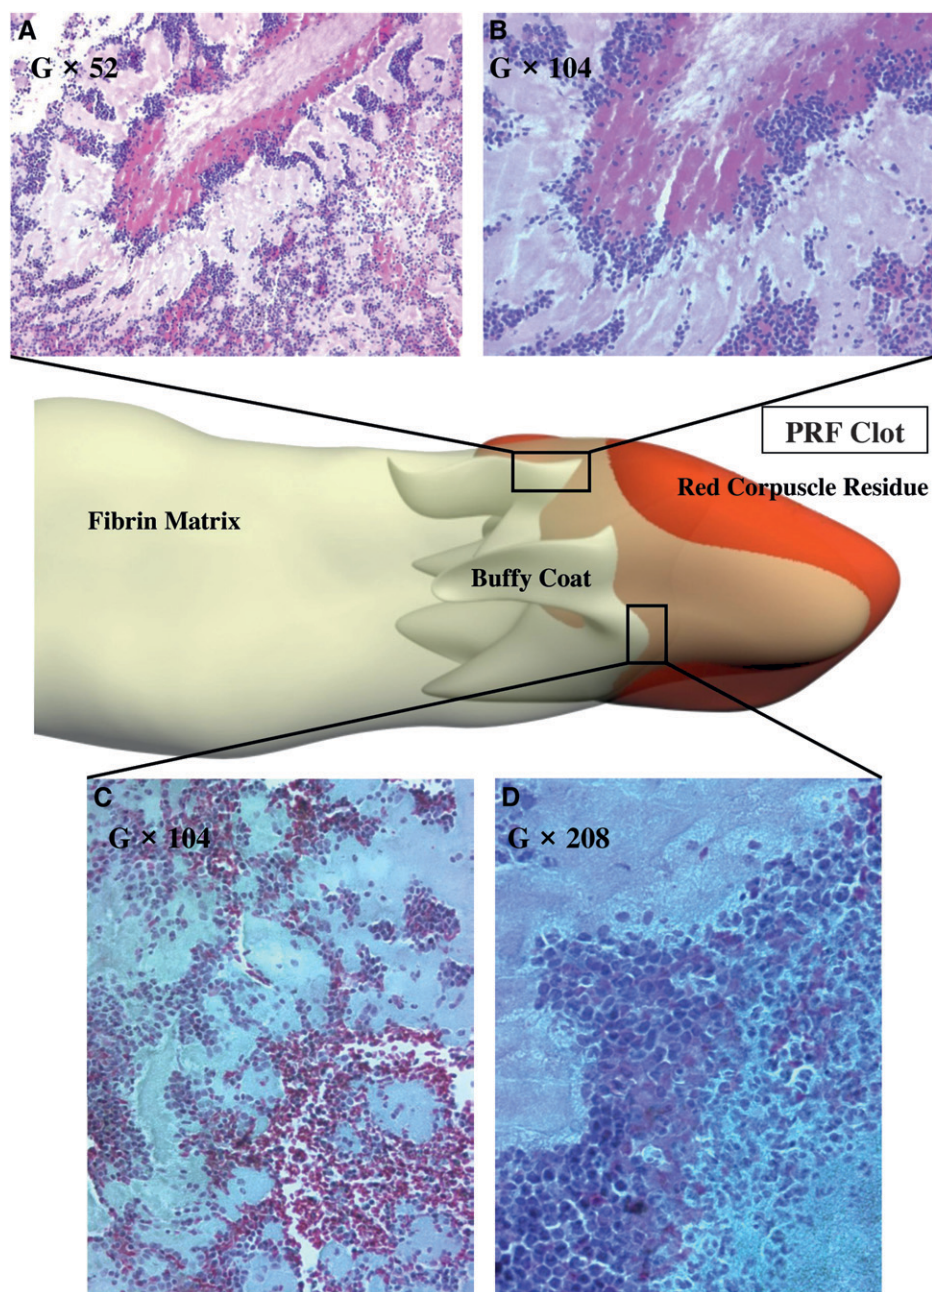 A
G × 52
B
G × 104
PRF Clot
Red Corpuscle Residue
Fibrin Matrix
Buffy Coat
C
G × 104
D
G × 208